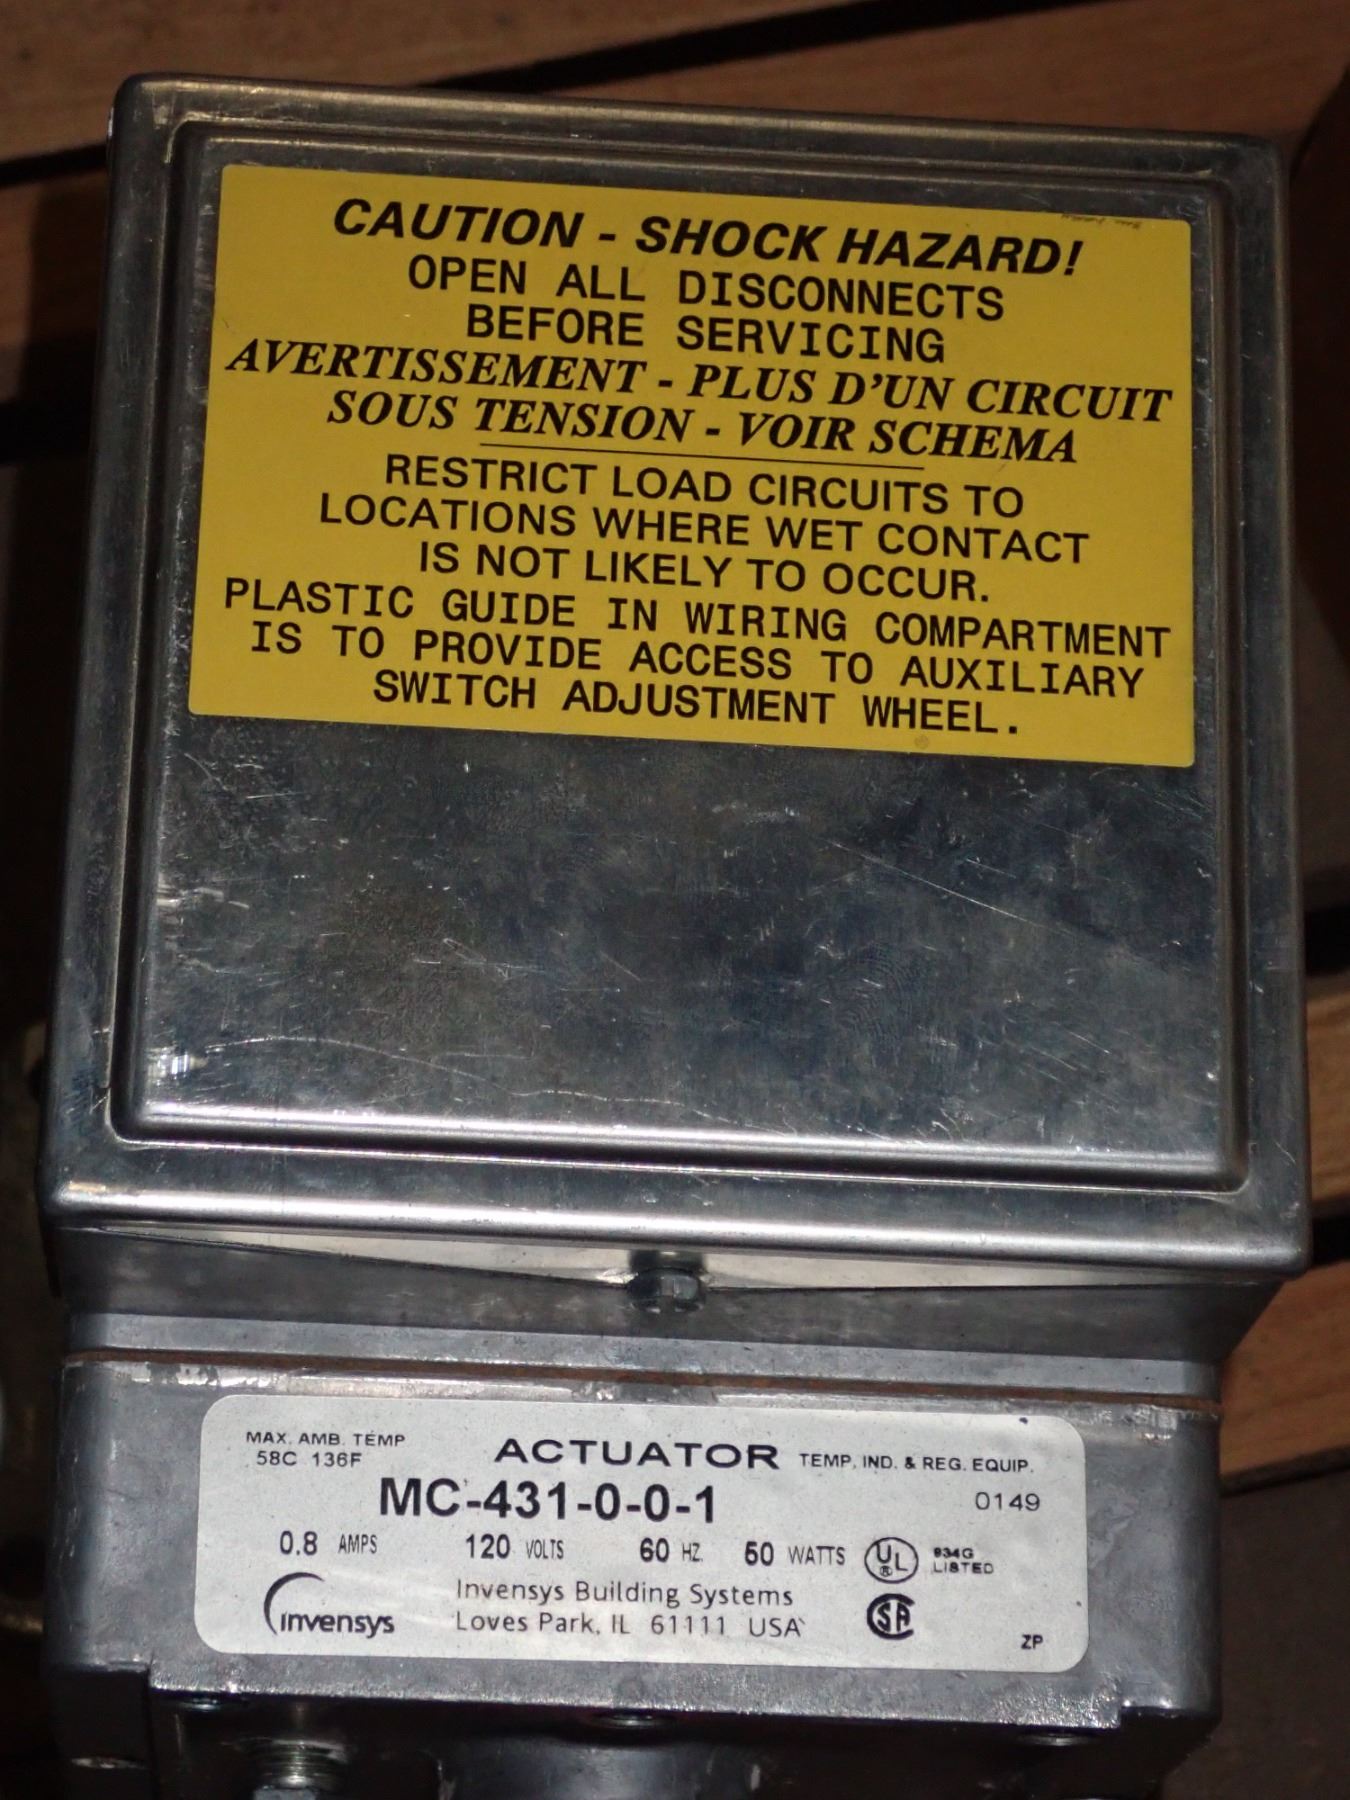 CAUTION - SHOCK HAZARD!
OPEN ALL DISCONNECTS
BEFORE SERVICING
AVERTISSEMENT - PLUS D'UN CIRCUIT
SOUS TENSION - VOIR SCHEMA
RESTRICT LOAD CIRCUITS TO
LOCATIONS WHERE WET CONTACT
IS NOT LIKELY TO OCCUR.
PLASTIC GUIDE IN WIRING COMPARTMENT
IS TO PROVIDE ACCESS TO AUXILIARY
SWITCH ADJUSTMENT WHEEL.
MAX. AMB. TEMP
58C 136F
ACTUATOR TEMP. IND. & REG. EQUIP.
MC-431-0-0-1
0149
0.8 AMPS 120 VOLTS 60 HZ. 50 WATTS
UL ® 934G
LISTED
invensys
Invensys Building Systems
Loves Park, IL 61111 USA
SA
ZP